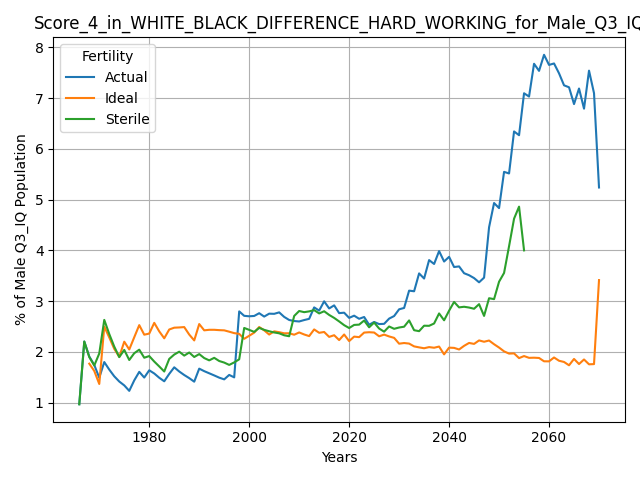 Score_4_in_WHITE_BLACK_DIFFERENCE_HARD_WORKING_for_Male_Q3_IQ
Fertility
Actual
Ideal
Sterile
% of Male Q3_IQ Population
8
7
6
5
4
3
2
1
1980 2000 2020 2040 2060
Years